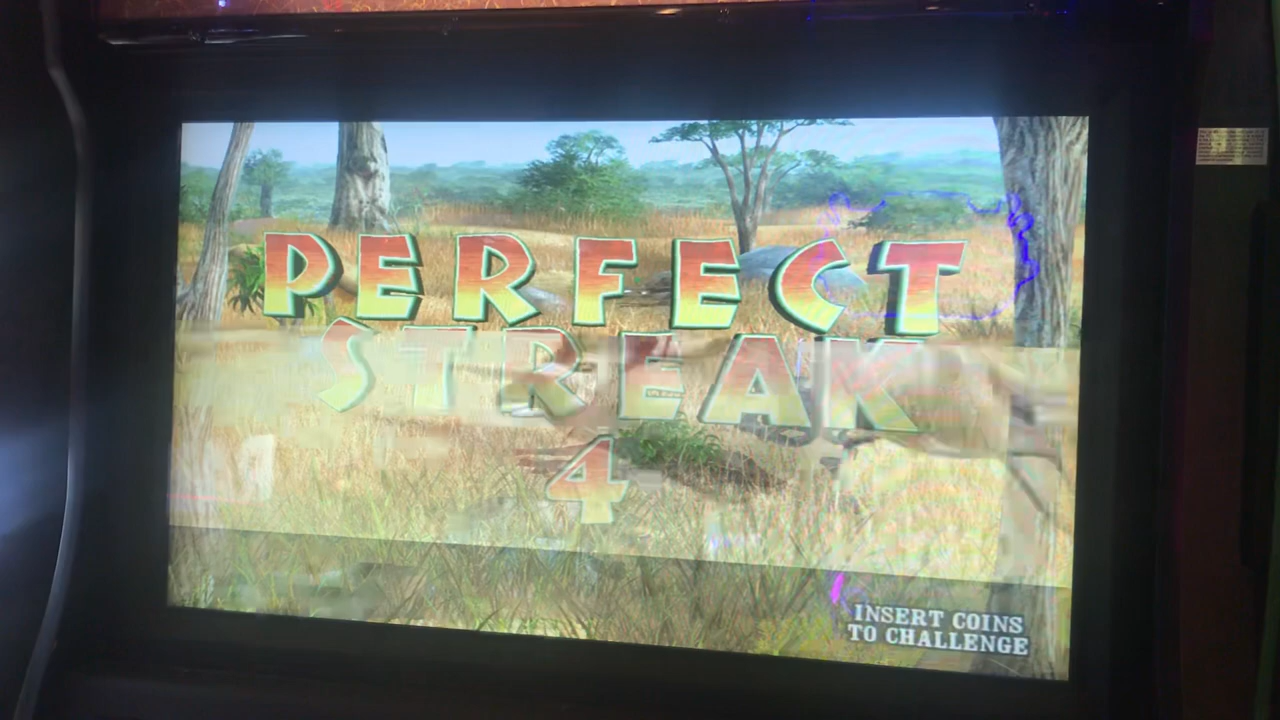 PERFECT
STREAK
4
INSERT COINS
TO CHALLENGE